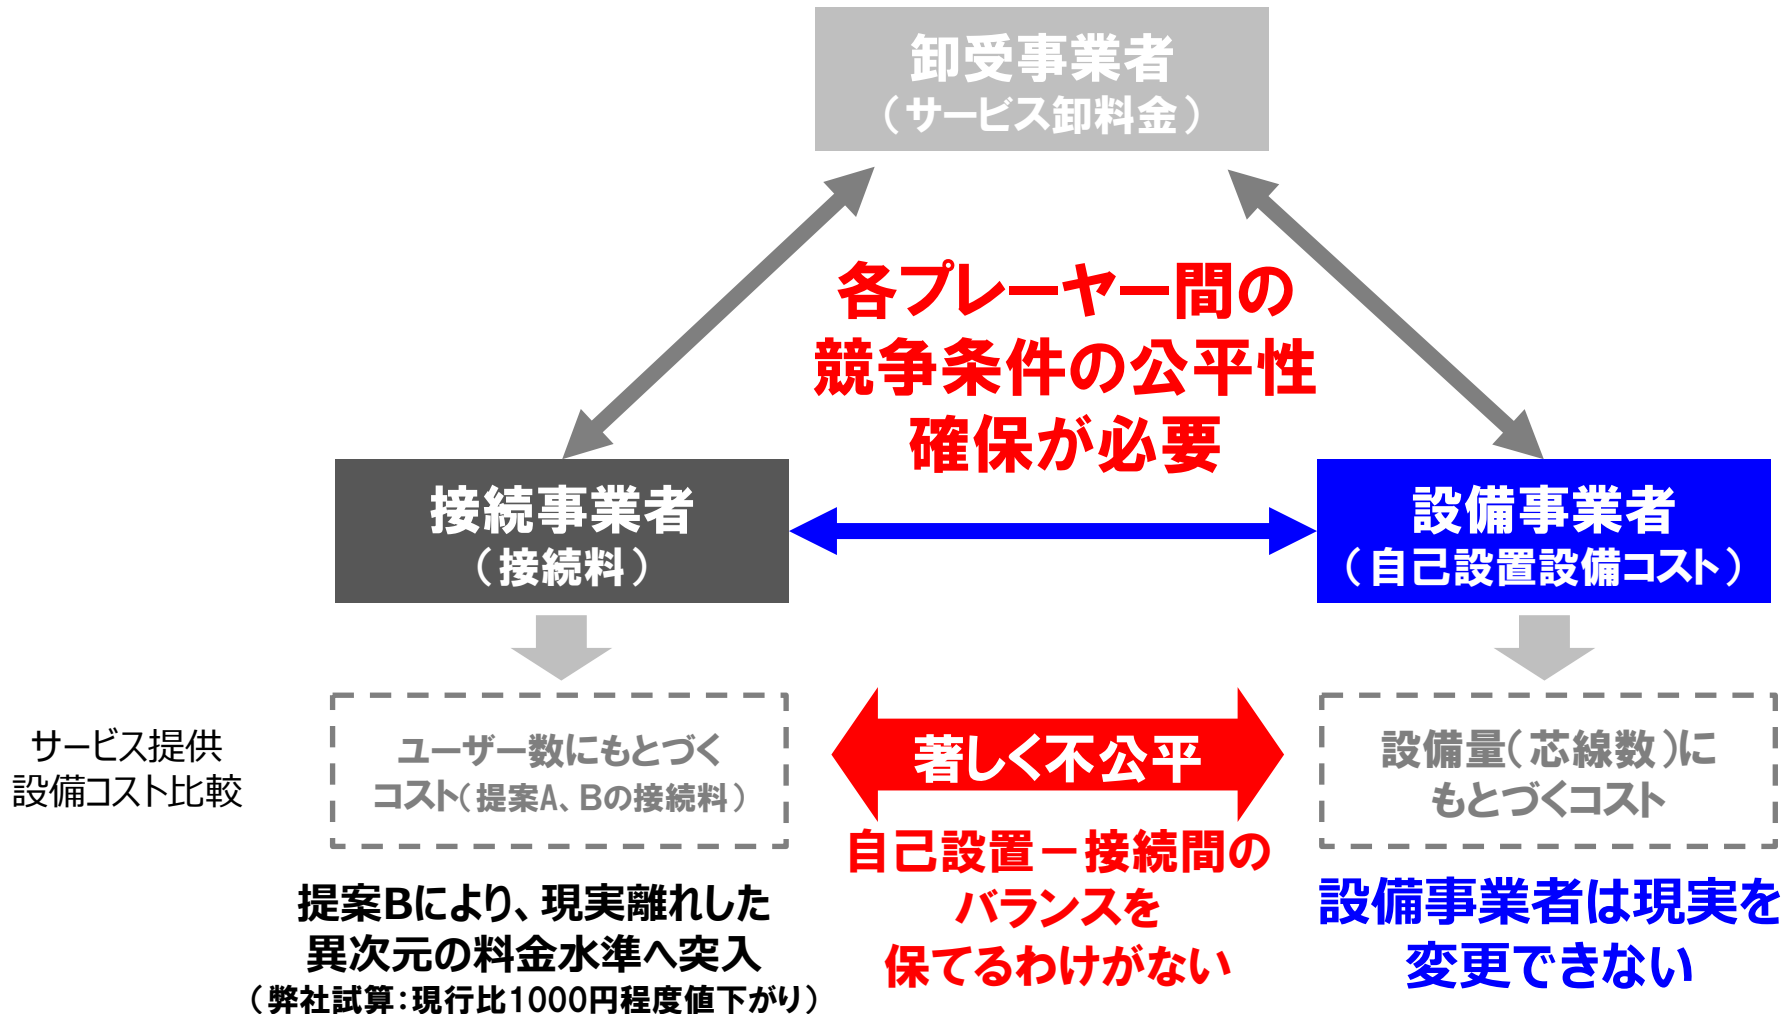 卸受事業者
（サービス卸料金）
各プレーヤー間の
競争条件の公平性
確保が必要
接続事業者
（接続料）
設備事業者
（自己設置設備コスト）
サービス提供
設備コスト比較
ユーザー数にもとづく
コスト（提案A、Bの接続料）
著しく不公平
設備量（芯線数）に
もとづくコスト
自己設置－接続間の
バランスを
保てるわけがない
提案Bにより、現実離れした
異次元の料金水準へ突入
（弊社試算：現行比1000円程度値下がり）
設備事業者は現実を
変更できない